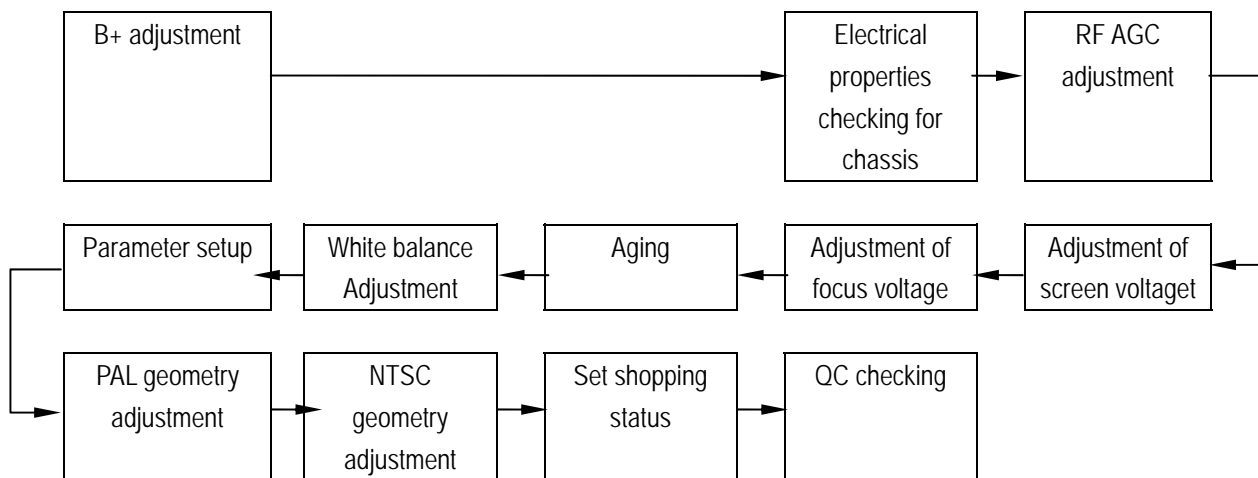 B+ adjustment
Electrical
properties
checking for
chassis
RF AGC
adjustment
Parameter setup
White balance
Adjustment
Aging
Adjustment of
focus voltage
Adjustment of
screen voltaget
PAL geometry
adjustment
NTSC
geometry
adjustment
Set shopping
status
QC checking